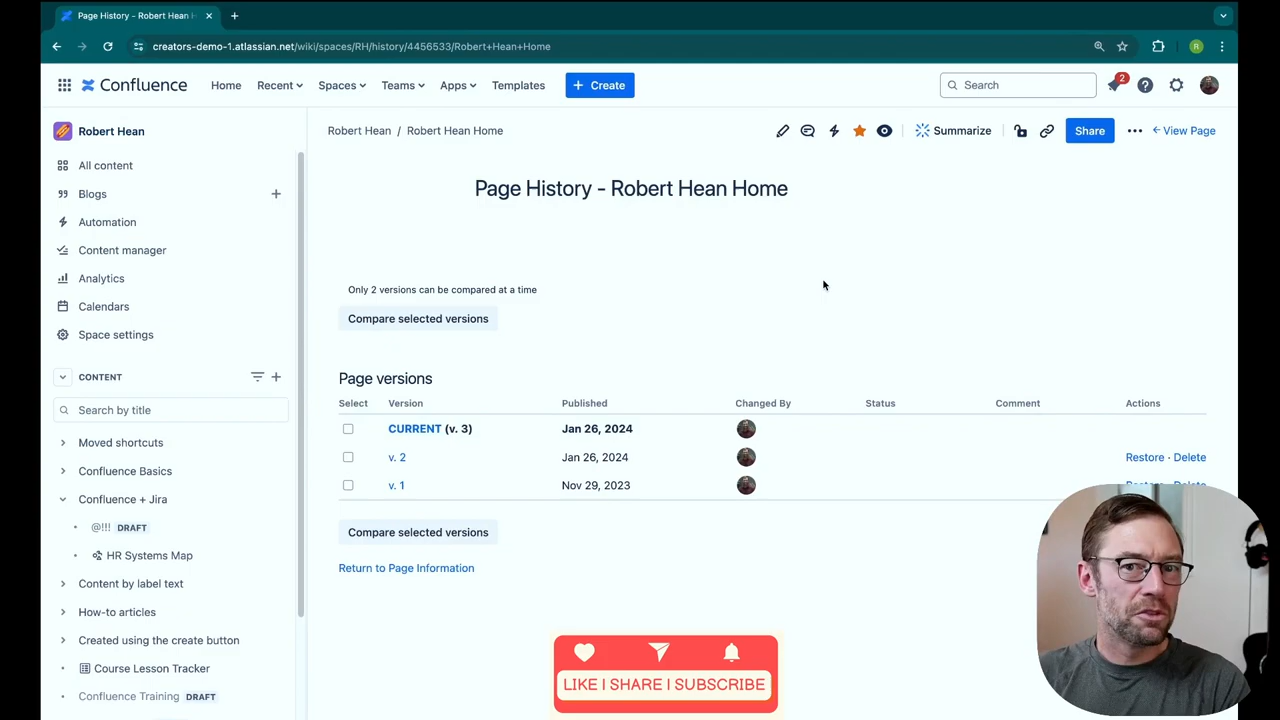 Page History - Robert Hean H
creators-demo-1.atlassian.net/wiki/spaces/RH/history/4456533/Robert+Hean+Home
R
Confluence
Home
Recent
Spaces
Teams
Apps
Templates
+ Create
Search
2
Robert Hean
Robert Hean / Robert Hean Home
Summarize
Share
View Page
All content
Blogs
Automation
Content manager
Analytics
Calendars
Space settings
CONTENT
Search by title
Moved shortcuts
Confluence Basics
Confluence + Jira
@!!! DRAFT
HR Systems Map
Content by label text
How-to articles
Created using the create button
Course Lesson Tracker
Confluence Training DRAFT
Page History - Robert Hean Home
Only 2 versions can be compared at a time
Compare selected versions
Page versions
Select Version Published Changed By Status Comment Actions
CURRENT (v. 3) Jan 26, 2024
v. 2 Jan 26, 2024 Restore · Delete
v. 1 Nov 29, 2023
Compare selected versions
Return to Page Information
LIKE | SHARE | SUBSCRIBE